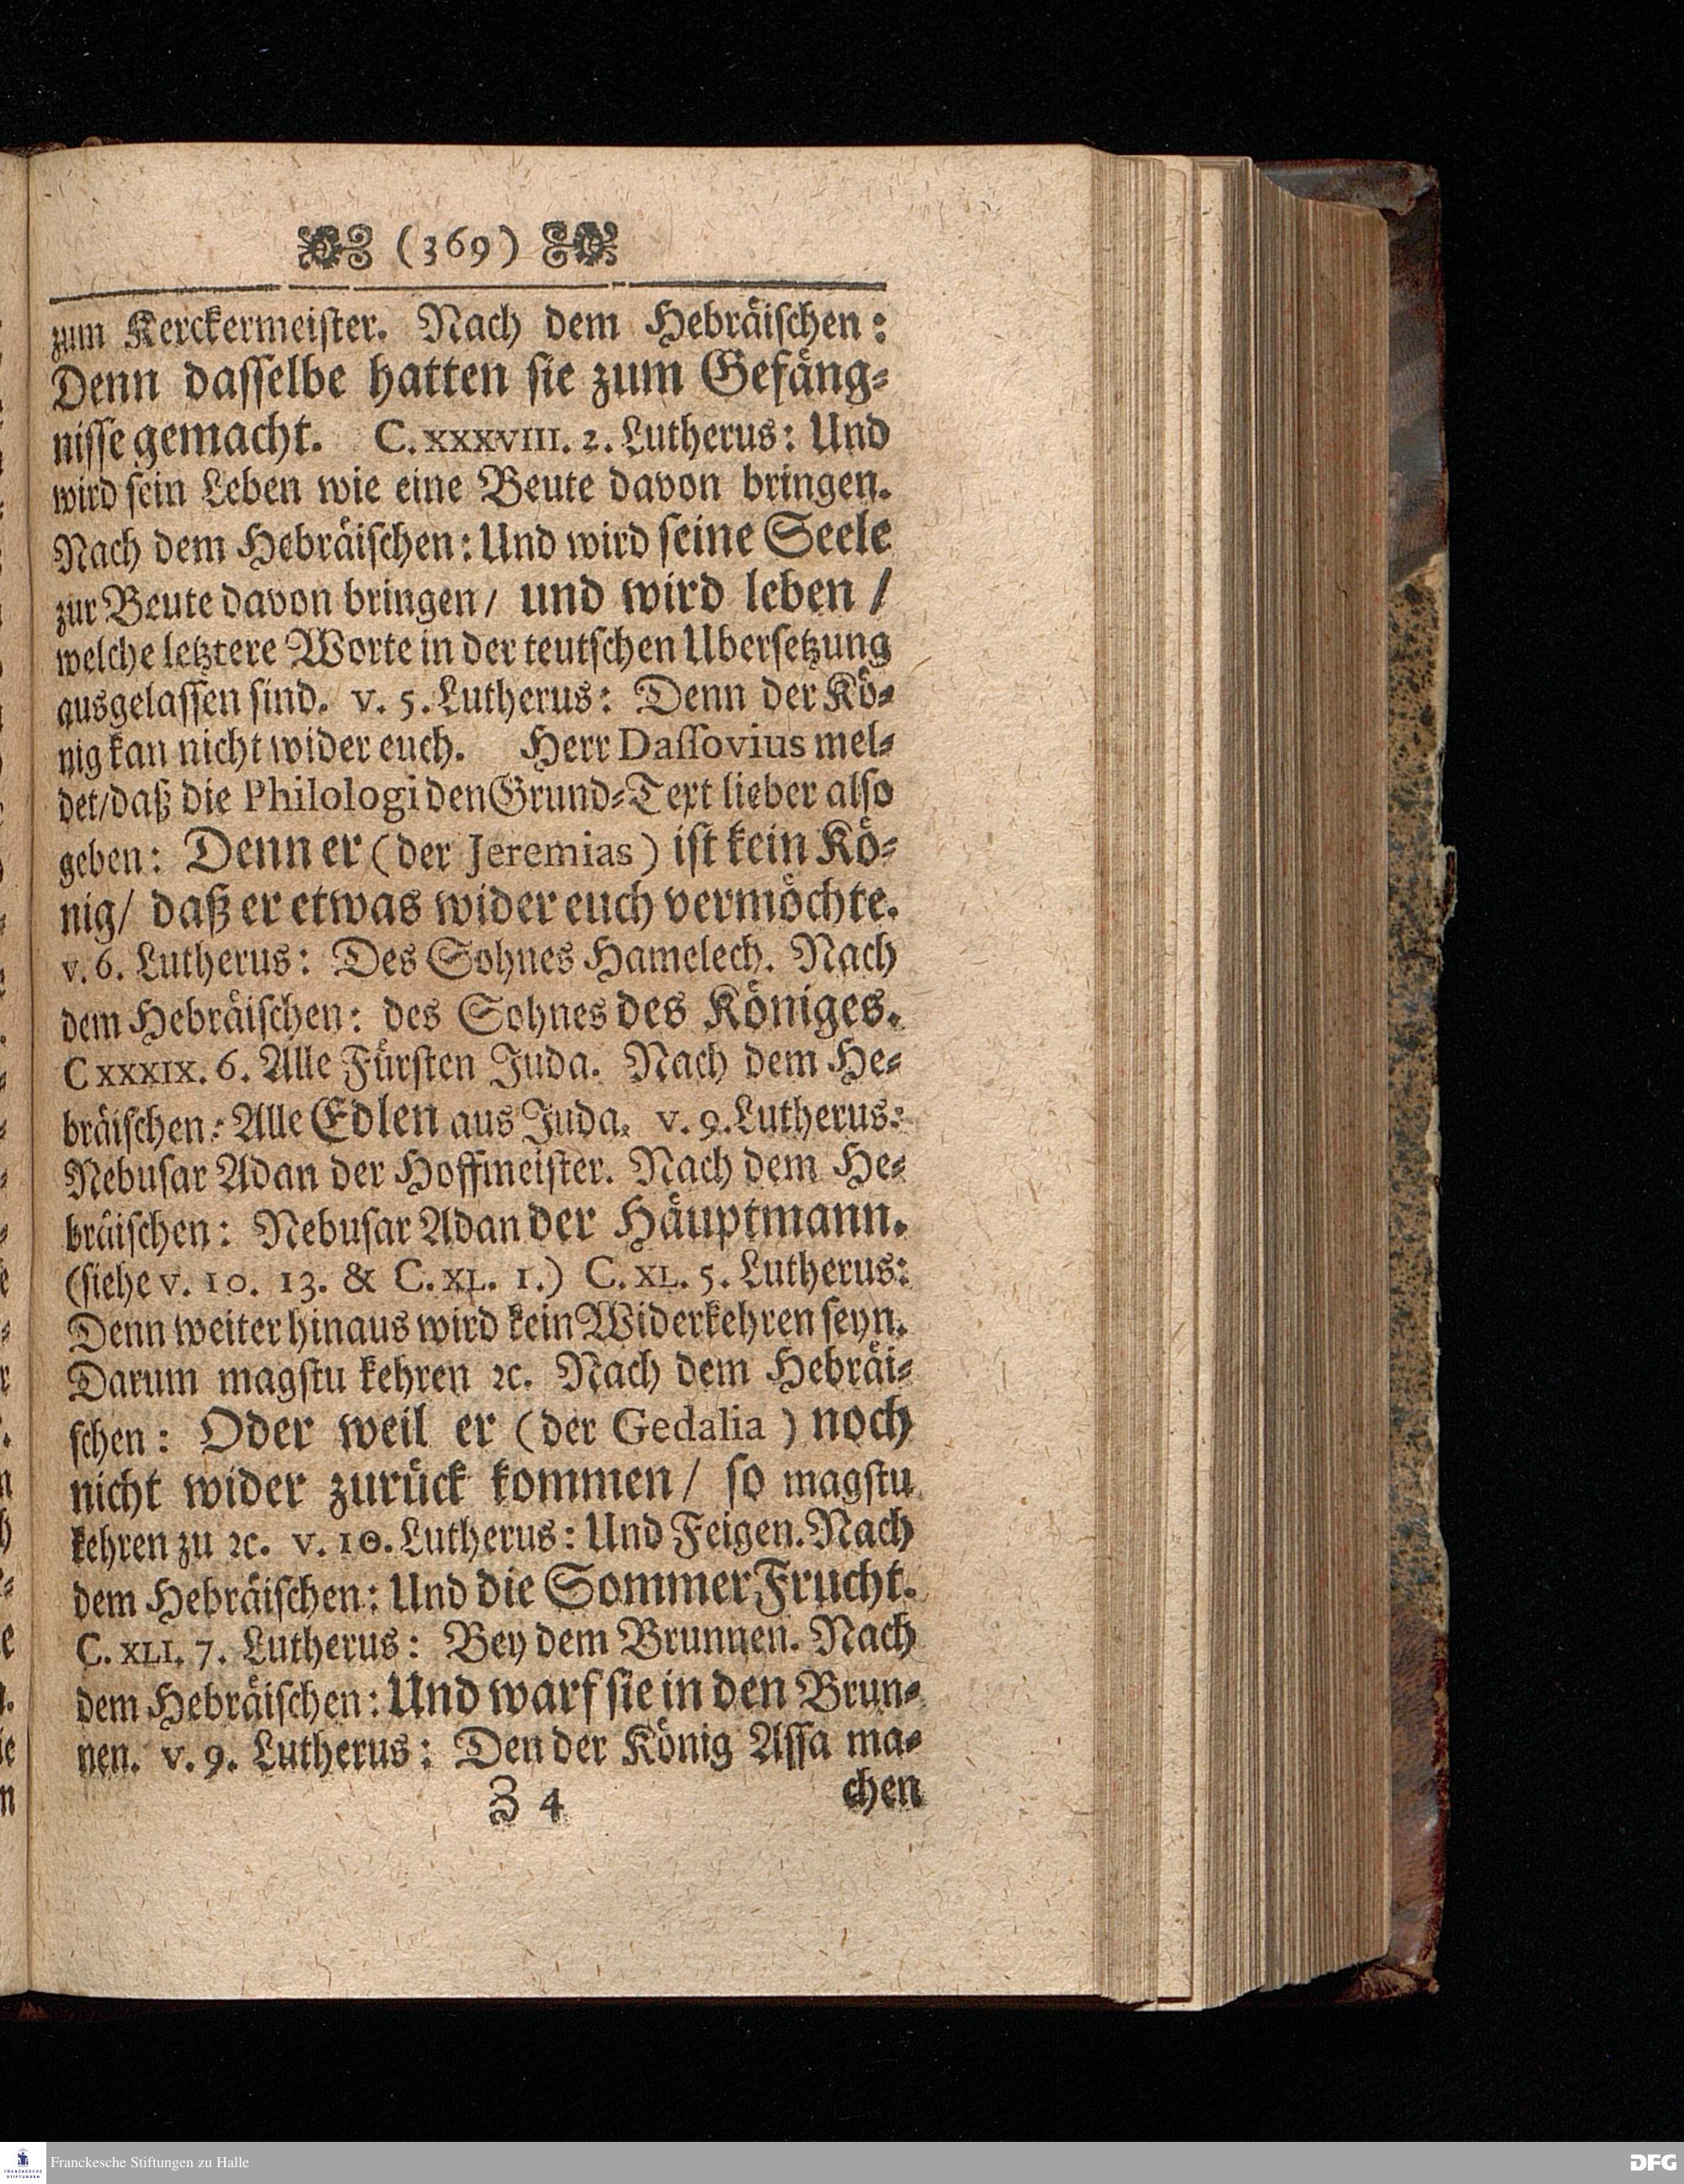 (369)
zum Kerckermeister. Nach dem Hebräischen:
Denn dasselbe hatten sie zum Gefäng-
nisse gemacht. C. XXXVIII. 2. Lutherus: Und
wird sein Leben wie eine Beute davon bringen.
Nach dem Hebräischen: Und wird seine Seele
zur Beute davon bringen/ und wird leben /
welche letztere Worte in der teutschen Ubersetzung
ausgelassen sind. v. 5. Lutherus: Denn der Kö-
nig kan nicht wider euch. Herr Dassovius mel-
det/daß die Philologi den Grund-Text lieber also
geben: Denn er (der Jeremias) ist kein Kö-
nig/ daß er etwas wider euch vermöchte.
v. 6. Lutherus: Des Sohnes Hamelech. Nach
dem Hebräischen: des Sohnes des Königes.
C XXXIX. 6. Alle Fürsten Juda. Nach dem He-
bräischen: Alle Edlen aus Juda. v. 9. Lutherus:
Nebusar Adan der Hoffmeister. Nach dem He-
bräischen: Nebusar Adan der Häuptmann.
(siehe v. 10. 13. & C. XL. 1.) C. XL. 5. Lutherus:
Denn weiter hinaus wird kein Widerkehren seyn.
Darum magstu kehren ꝛc. Nach dem Hebräi-
schen: Oder weil er (der Gedalia) noch
nicht wider zurück kommen/ so magstu
kehren zu ꝛc. v. 10. Lutherus: Und Feigen. Nach
dem Hebräischen: Und die Sommer Frucht.
C. XLI. 7. Lutherus: Bey dem Brunnen. Nach
dem Hebräischen: Und warf sie in den Brun-
nen. v. 9. Lutherus: Den der König Assa ma-
Z 4
chen
FRANCKESCHE
STIFTUNGEN
Franckesche Stiftungen zu Halle
DFG